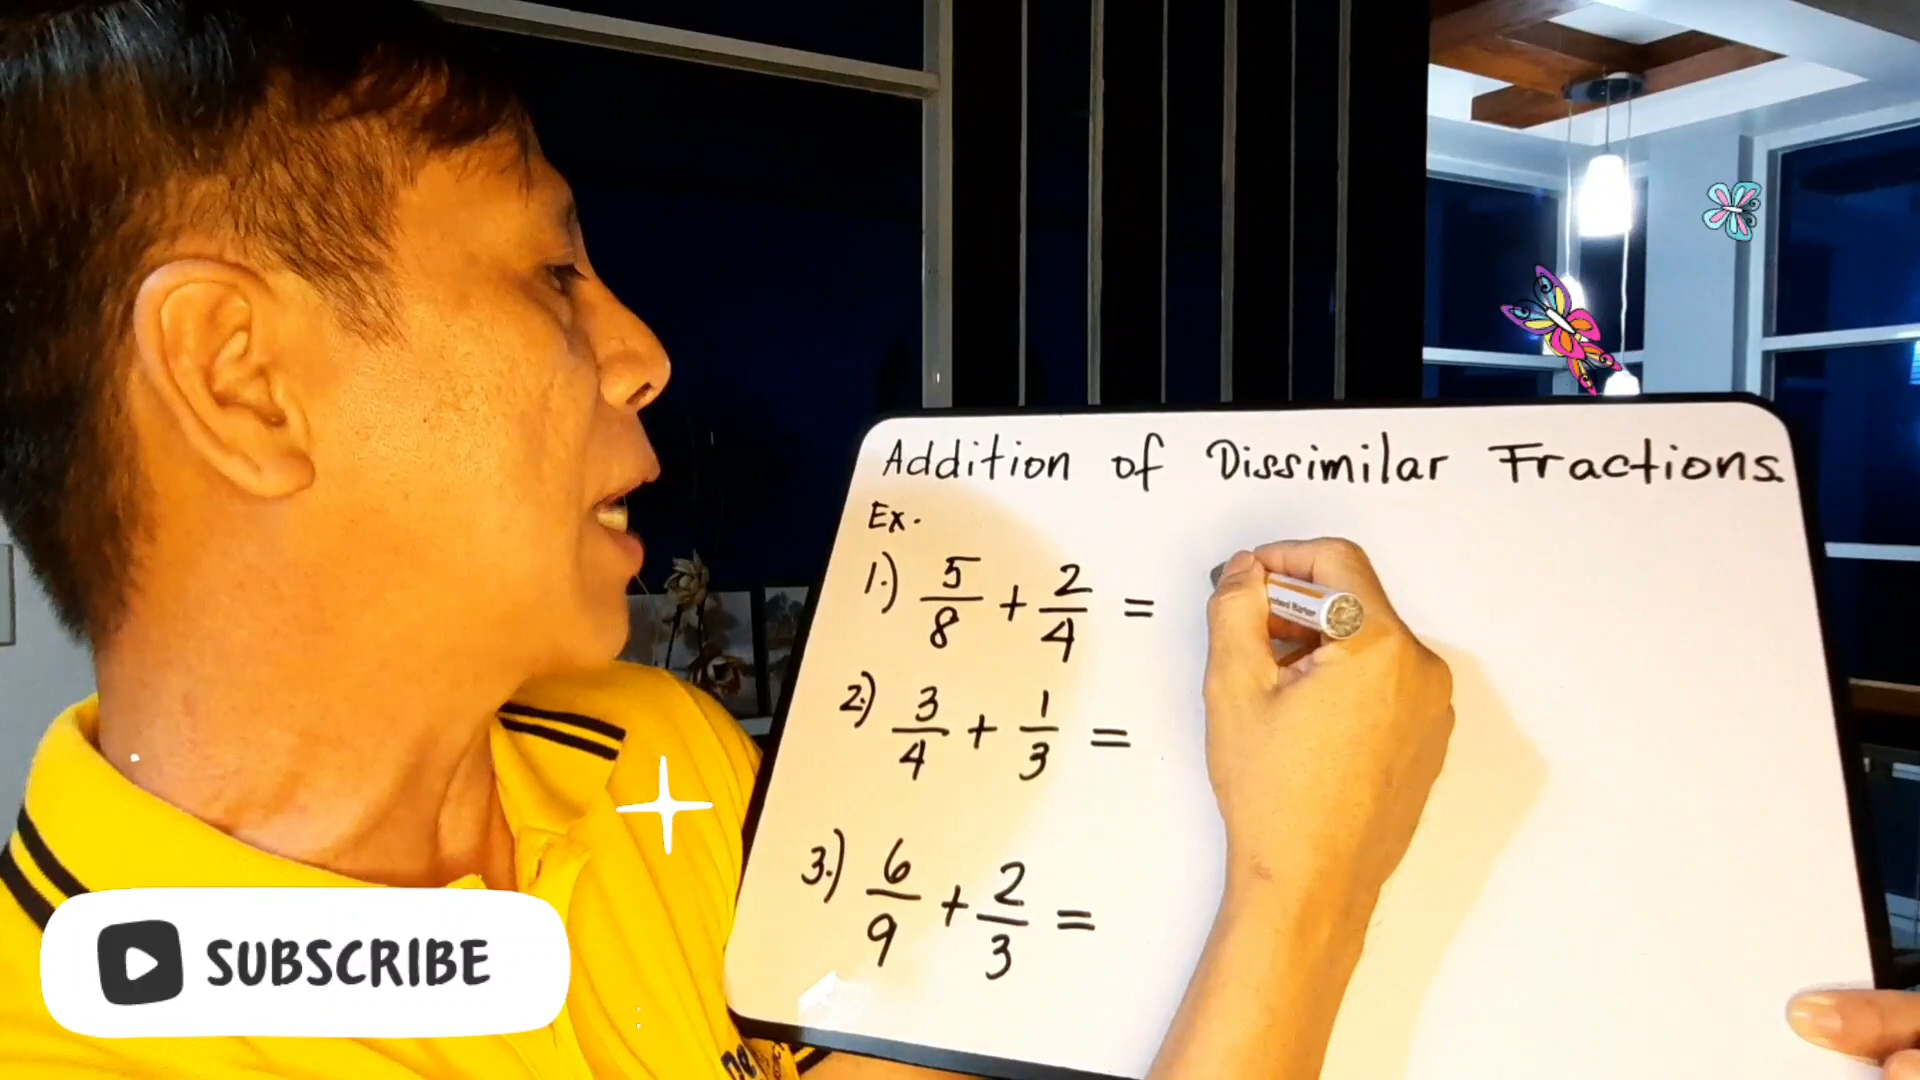 Addition of Dissimilar Fractions
Ex.
1.) 5/8 + 2/4 =
2.) 3/4 + 1/3 =
3.) 6/9 + 2/3 =
SUBSCRIBE